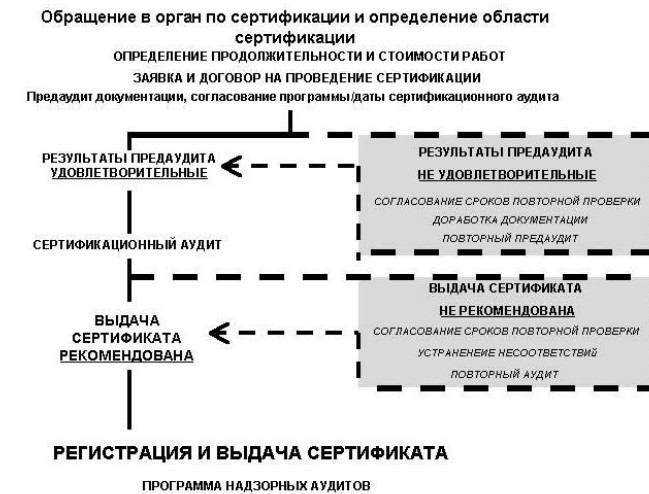 Обращение в орган по сертификации и определение области
сертификации
ОПРЕДЕЛЕНИЕ ПРОДОЛЖИТЕЛЬНОСТИ И СТОИМОСТИ РАБОТ
ЗАЯВКА И ДОГОВОР НА ПРОВЕДЕНИЕ СЕРТИФИКАЦИИ
Предаудит документации, согласование программы/даты сертификационного аудита
РЕЗУЛЬТАТЫ ПРЕДАУДИТА
УДОВЛЕТВОРИТЕЛЬНЫЕ
РЕЗУЛЬТАТЫ ПРЕДАУДИТА
НЕ УДОВЛЕТВОРИТЕЛЬНЫЕ
СОГЛАСОВАНИЕ СРОКОВ ПОВТОРНОЙ ПРОВЕРКИ
ДОРАБОТКА ДОКУМЕНТАЦИИ
ПОВТОРНЫЙ ПРЕДАУДИТ
СЕРТИФИКАЦИОННЫЙ АУДИТ
ВЫДАЧА
СЕРТИФИКАТА
РЕКОМЕНДОВАНА
ВЫДАЧА СЕРТИФИКАТА
НЕ РЕКОМЕНДОВАНА
СОГЛАСОВАНИЕ СРОКОВ ПОВТОРНОЙ ПРОВЕРКИ
УСТРАНЕНЕИЕ НЕСООТВЕТСТВИй
ПОВТОРНЫЙ АУДИТ
РЕГИСТРАЦИЯ И ВЫДАЧА СЕРТИФИКАТА
ПРОГРАММА НАДЗОРНЫХ АУДИТОВ